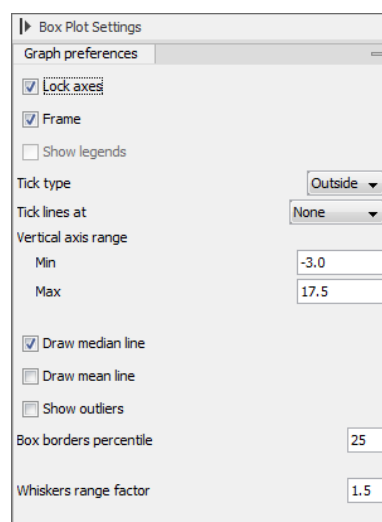 Box Plot Settings
Graph preferences
Lock axes
Frame
Show legends
Tick type Outside
Tick lines at None
Vertical axis range
Min -3.0
Max 17.5
Draw median line
Draw mean line
Show outliers
Box borders percentile 25
Whiskers range factor 1.5